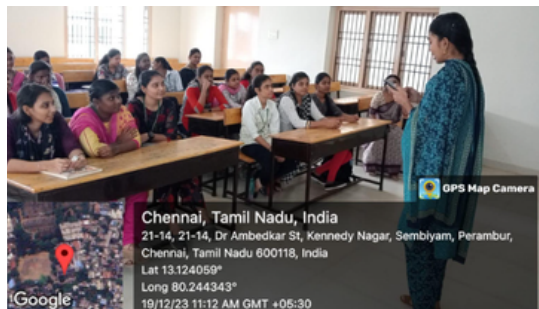 GPS Map Camera
Chennai, Tamil Nadu, India
21-14, 21-14, Dr Ambedkar St, Kennedy Nagar, Sembiyam, Perambur,
Chennai, Tamil Nadu 600118, India
Lat 13.124059°
Long 80.244343°
19/12/23 11:12 AM GMT +05:30
Google